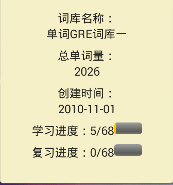 词库名称：
单词GRE词库一
总单词量：
2026
创建时间：
2010-11-01
学习进度：5/68
复习进度：0/68